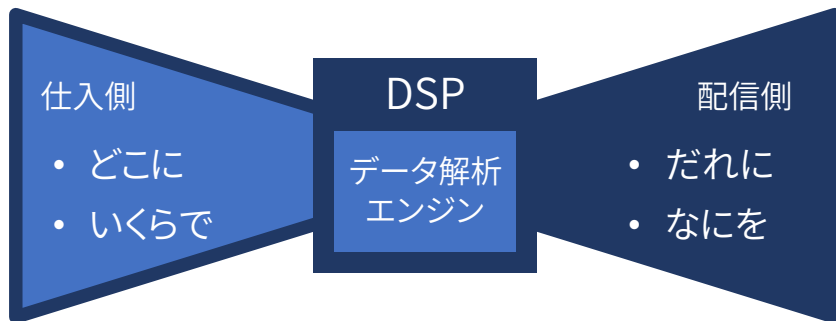 仕入側
• どこに
• いくらで
DSP
データ解析
エンジン
配信側
• だれに
• なにを